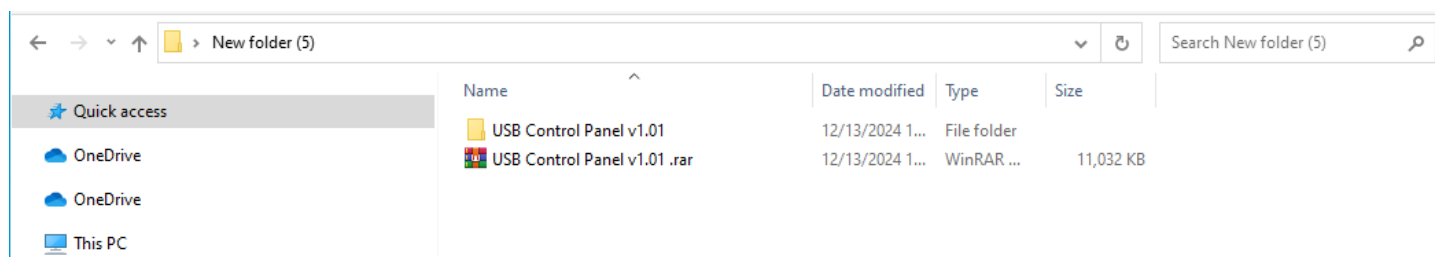 New folder (5)
Search New folder (5)
Name Date modified Type Size
Quick access
USB Control Panel v1.01 12/13/2024 1... File folder
OneDrive
USB Control Panel v1.01 .rar 12/13/2024 1... WinRAR ... 11,032 KB
OneDrive
This PC